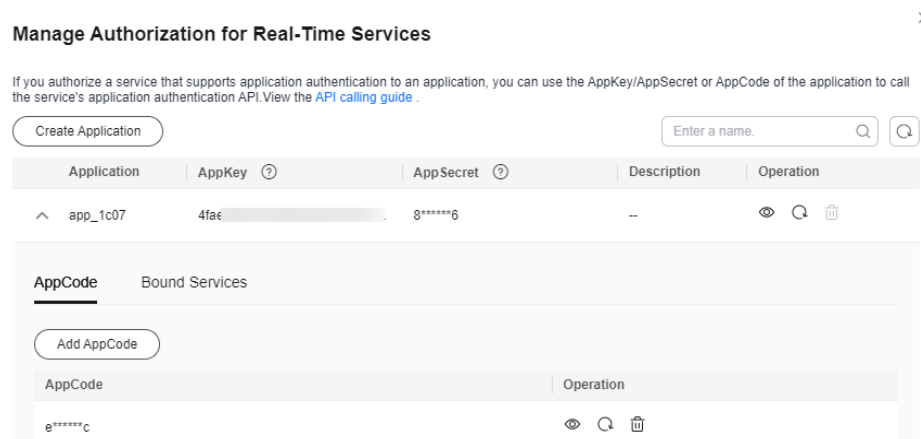 Manage Authorization for Real-Time Services
If you authorize a service that supports application authentication to an application, you can use the AppKey/AppSecret or AppCode of the application to call
the service's application authentication API.View the API calling guide .
Create Application
Enter a name.
Application AppKey ? AppSecret ? Description Operation
app_1c07 4fae 8******6 --
AppCode Bound Services
Add AppCode
AppCode Operation
e******c